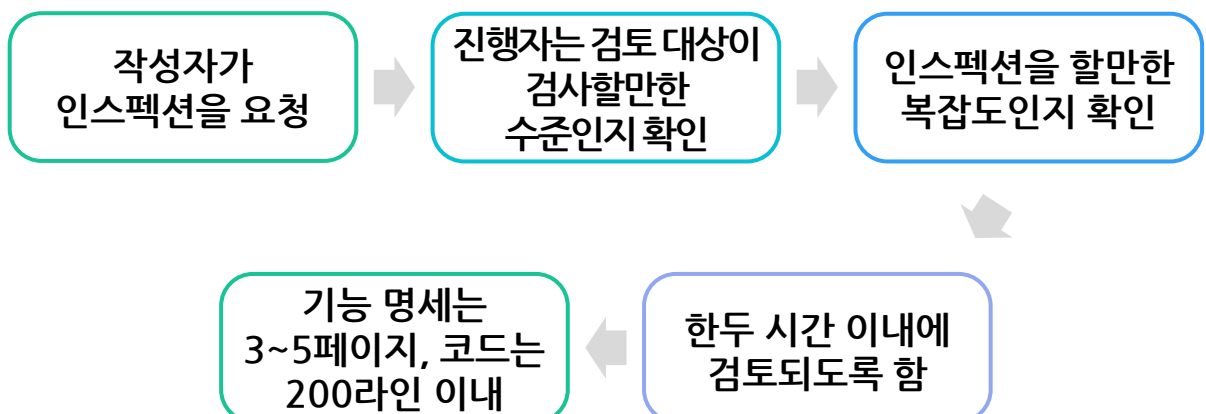 작성자가
인스펙션을 요청
진행자는 검토 대상이
검사할만한
수준인지 확인
인스펙션을 할만한
복잡도인지 확인
한두 시간 이내에
검토되도록 함
기능 명세는
3~5페이지, 코드는
200라인 이내